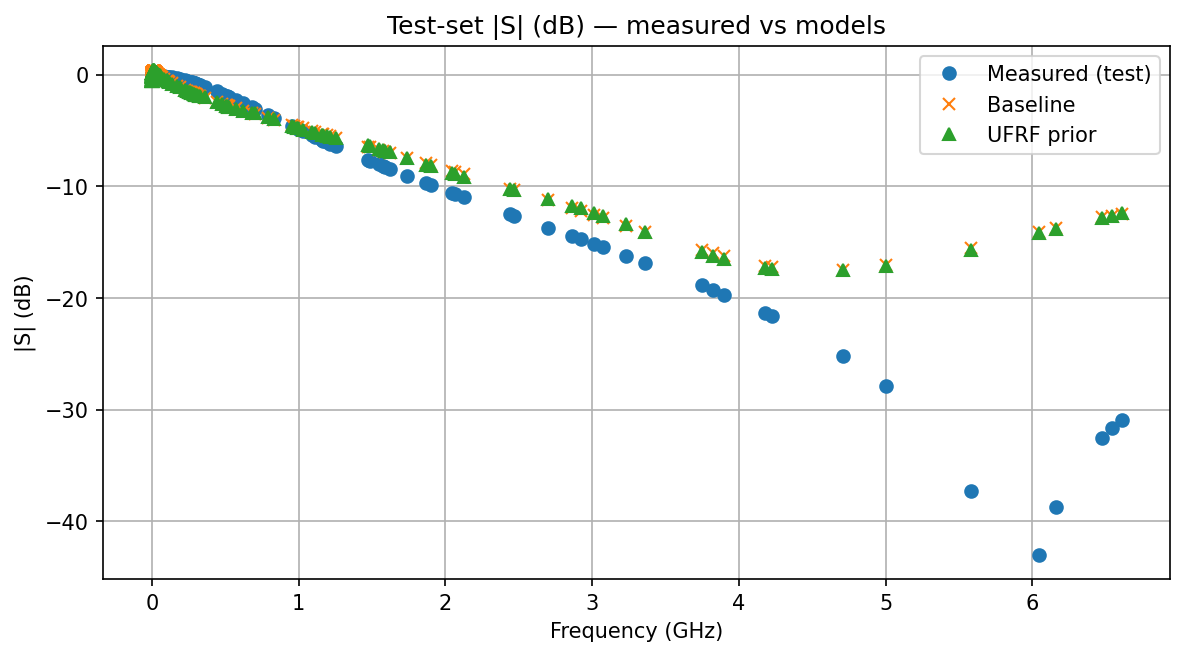 Test-set |S| (dB) — measured vs models
Measured (test)
Baseline
UFRF prior
|S| (dB)
0
−10
−20
−30
−40
0 1 2 3 4 5 6
Frequency (GHz)